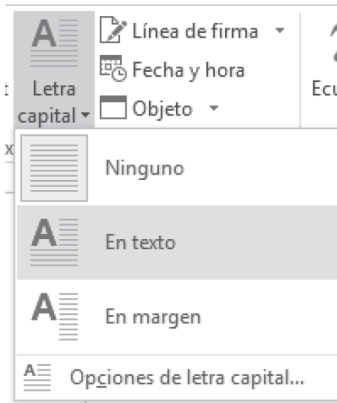 Línea de firma
Fecha y hora
Letra
capital
Objeto
Ecu
Ninguno
A
En texto
A
En margen
Opciones de letra capital...